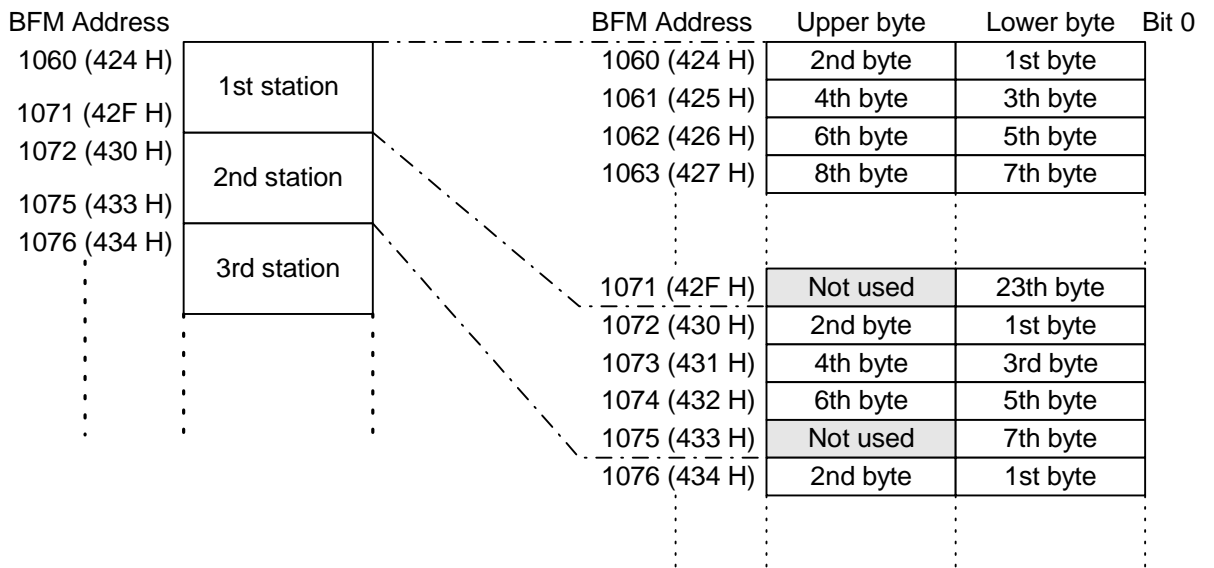 BFM Address
1060 (424 H)
1071 (42F H)
1072 (430 H)
1075 (433 H)
1076 (434 H)
1st station
2nd station
3rd station
BFM Address Upper byte Lower byte Bit 0
1060 (424 H) 2nd byte 1st byte
1061 (425 H) 4th byte 3th byte
1062 (426 H) 6th byte 5th byte
1063 (427 H) 8th byte 7th byte
1071 (42F H) Not used 23th byte
1072 (430 H) 2nd byte 1st byte
1073 (431 H) 4th byte 3rd byte
1074 (432 H) 6th byte 5th byte
1075 (433 H) Not used 7th byte
1076 (434 H) 2nd byte 1st byte